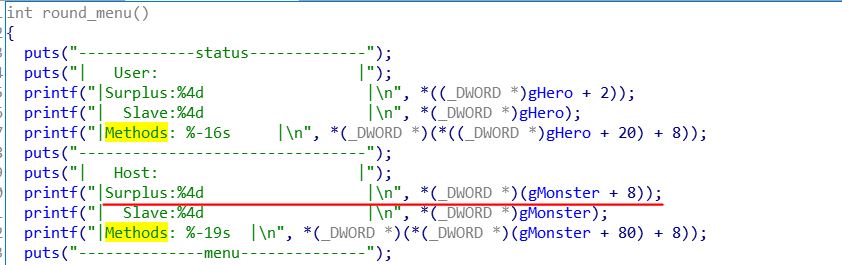 int round_menu()
{
puts("-------------status-------------");
puts("|   User:                      |");
printf("|Surplus:%4d                  |\n", *((_DWORD *)gHero + 2));
printf("|  Slave:%4d                  |\n", *(_DWORD *)gHero);
printf("|Methods: %-16s     |\n", *(_DWORD *)(*((_DWORD *)gHero + 20) + 8));
puts("--------------------------------");
puts("|   Host:                      |");
printf("|Surplus:%4d                  |\n", *(_DWORD *)(gMonster + 8));
printf("|  Slave:%4d                  |\n", *(_DWORD *)gMonster);
printf("|Methods: %-19s  |\n", *(_DWORD *)(*(_DWORD *)(gMonster + 80) + 8));
puts("--------------menu--------------");